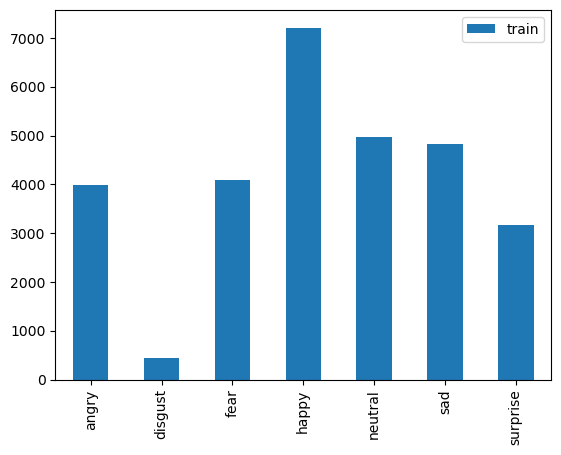 train
7000
6000
5000
4000
3000
2000
1000
0
angry
disgust
fear
happy
neutral
sad
surprise